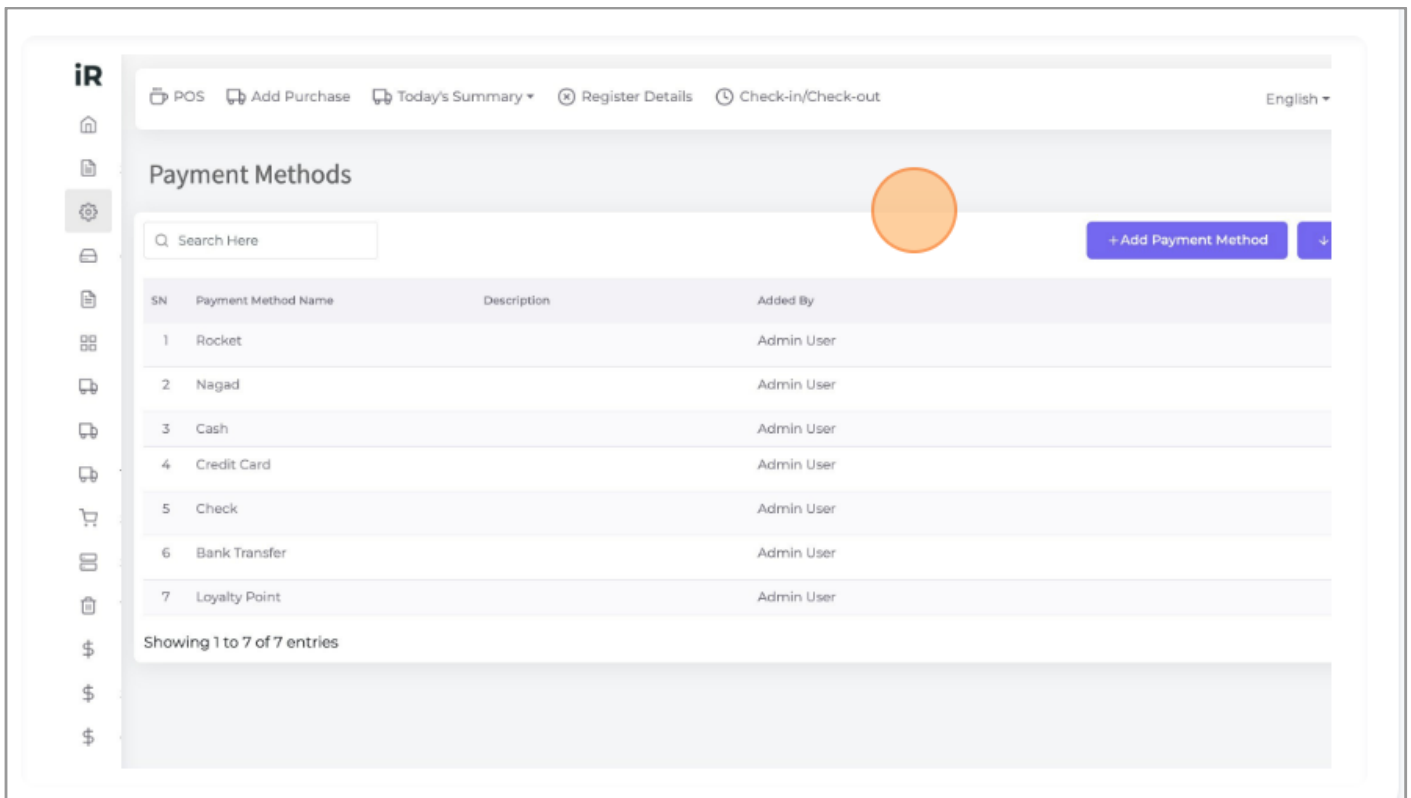 iR
POS Add Purchase Today's Summary Register Details Check-in/Check-out English
Payment Methods
Search Here +Add Payment Method
SN Payment Method Name Description Added By
1 Rocket Admin User
2 Nagad Admin User
3 Cash Admin User
4 Credit Card Admin User
5 Check Admin User
6 Bank Transfer Admin User
7 Loyalty Point Admin User
Showing 1 to 7 of 7 entries